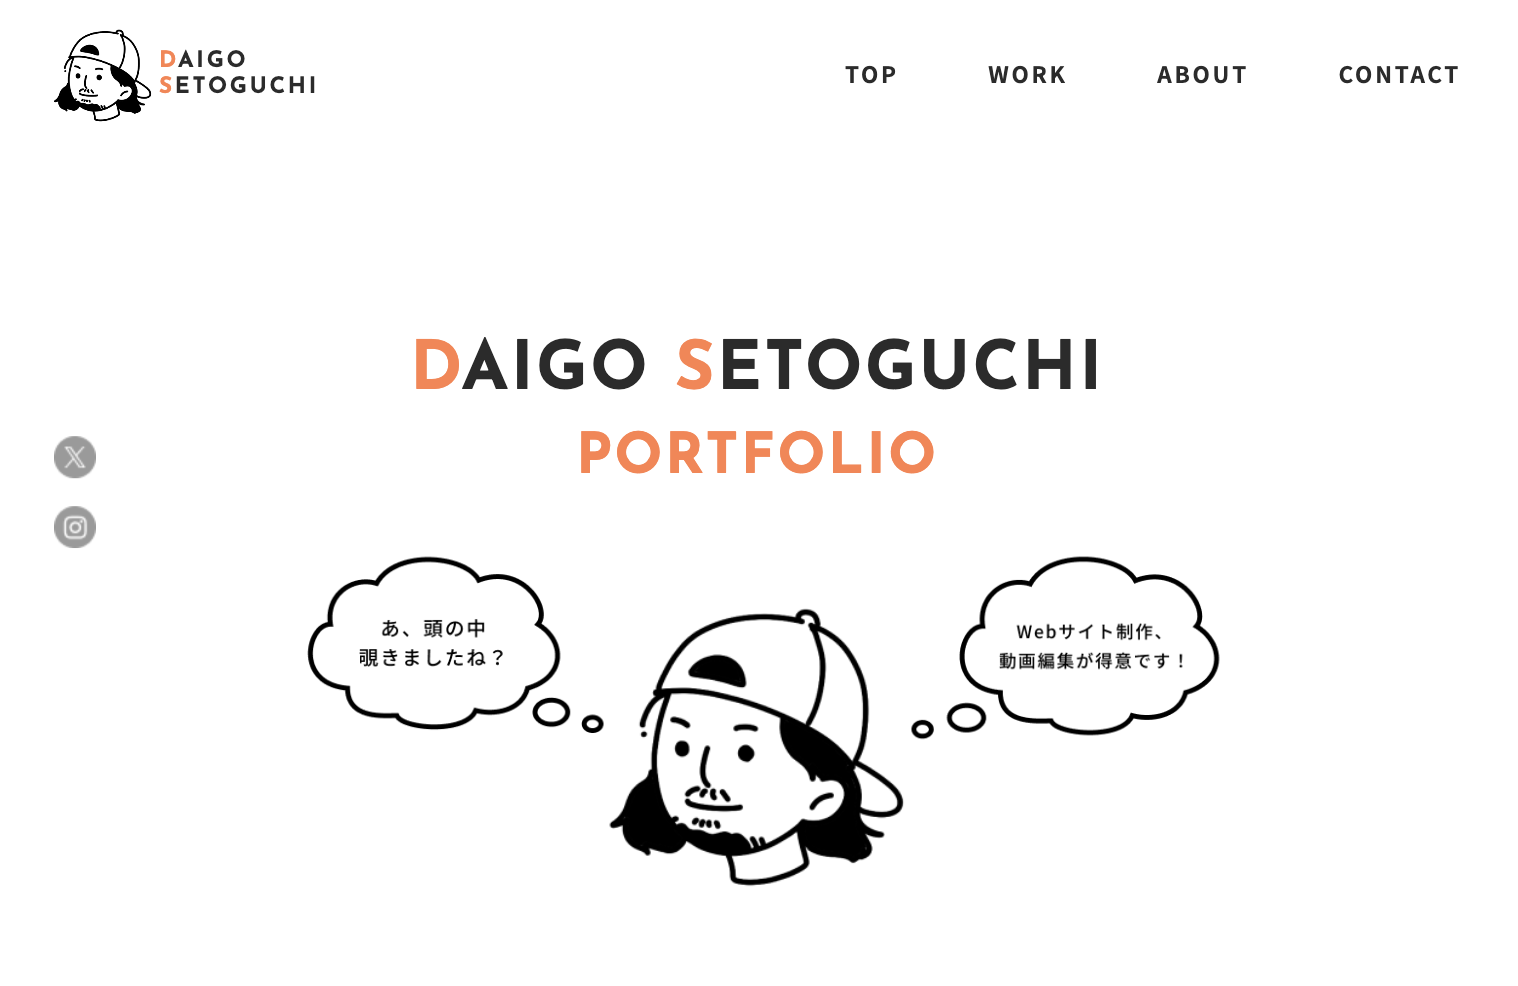 DAIGO
SETOGUCHI
TOP
WORK
ABOUT
CONTACT
DAIGO SETOGUCHI
PORTFOLIO
あ、頭の中
覗きましたね？
Webサイト制作、
動画編集が得意です！